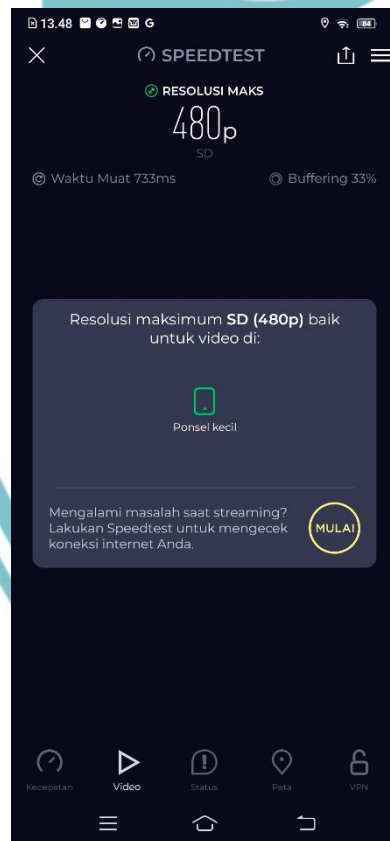 13.48 G 84
SPEEDTEST
RESOLUSI MAKS
480p
SD
Waktu Muat 733ms
Buffering 33%
Resolusi maksimum SD (480p) baik
untuk video di:
Ponsel kecil
Mengalami masalah saat streaming?
Lakukan Speedtest untuk mengecek
koneksi internet Anda.
MULAI
Kecepatan Video Status Peta VPN